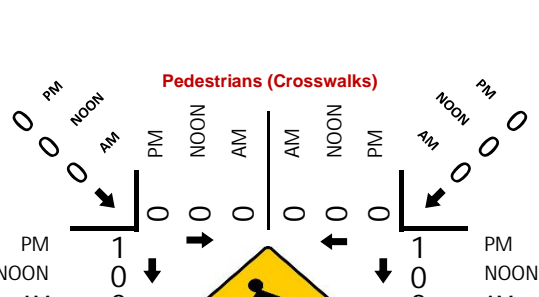 Pedestrians (Crosswalks)
PM NOON AM
0 0 0
PM NOON AM AM NOON PM
0 0 0 0 0 0
PM NOON AM
0 0 0
PM 1 1 PM
NOON 0 0 NOON